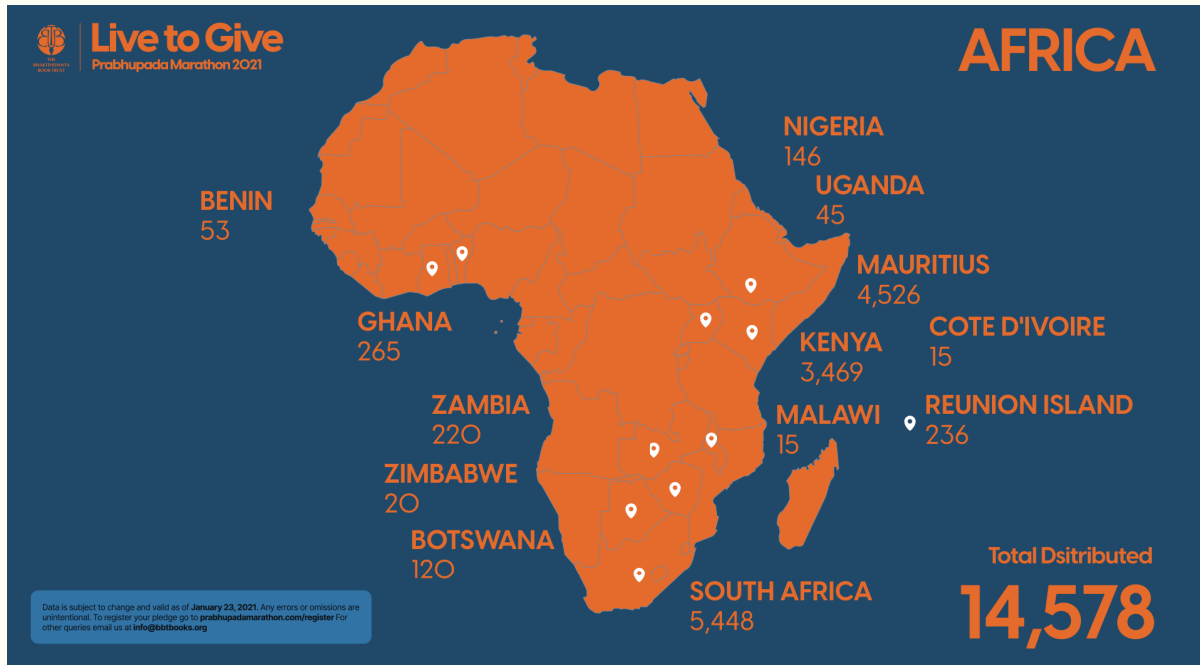 THE
BHAKTIVEDANTA
BOOK TRUST
Live to Give
Prabhupada Marathon 2021
AFRICA
NIGERIA
146
UGANDA
45
BENIN
53
MAURITIUS
4,526
GHANA
265
COTE D'IVOIRE
15
KENYA
3,469
ZAMBIA
220
MALAWI
15
REUNION ISLAND
236
ZIMBABWE
20
BOTSWANA
120
SOUTH AFRICA
5,448
Total Dsitributed
14,578
Data is subject to change and valid as of January 23, 2021. Any errors or omissions are
unintentional. To register your pledge go to prabhupadamarathon.com/register For
other queries email us at info@bbtbooks.org